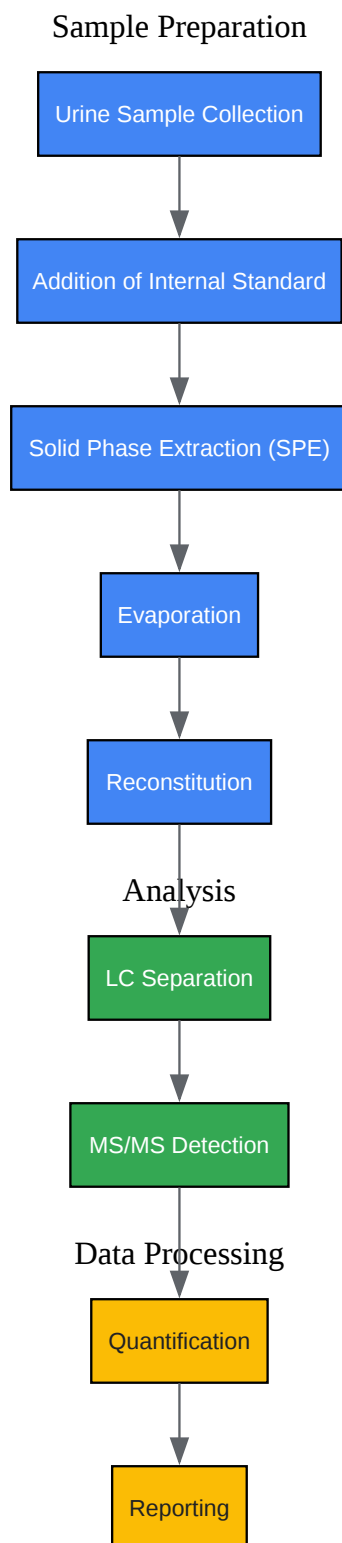 Sample Preparation
Urine Sample Collection
Addition of Internal Standard
Solid Phase Extraction (SPE)
Evaporation
Reconstitution
Analysis
LC Separation
MS/MS Detection
Data Processing
Quantification
Reporting